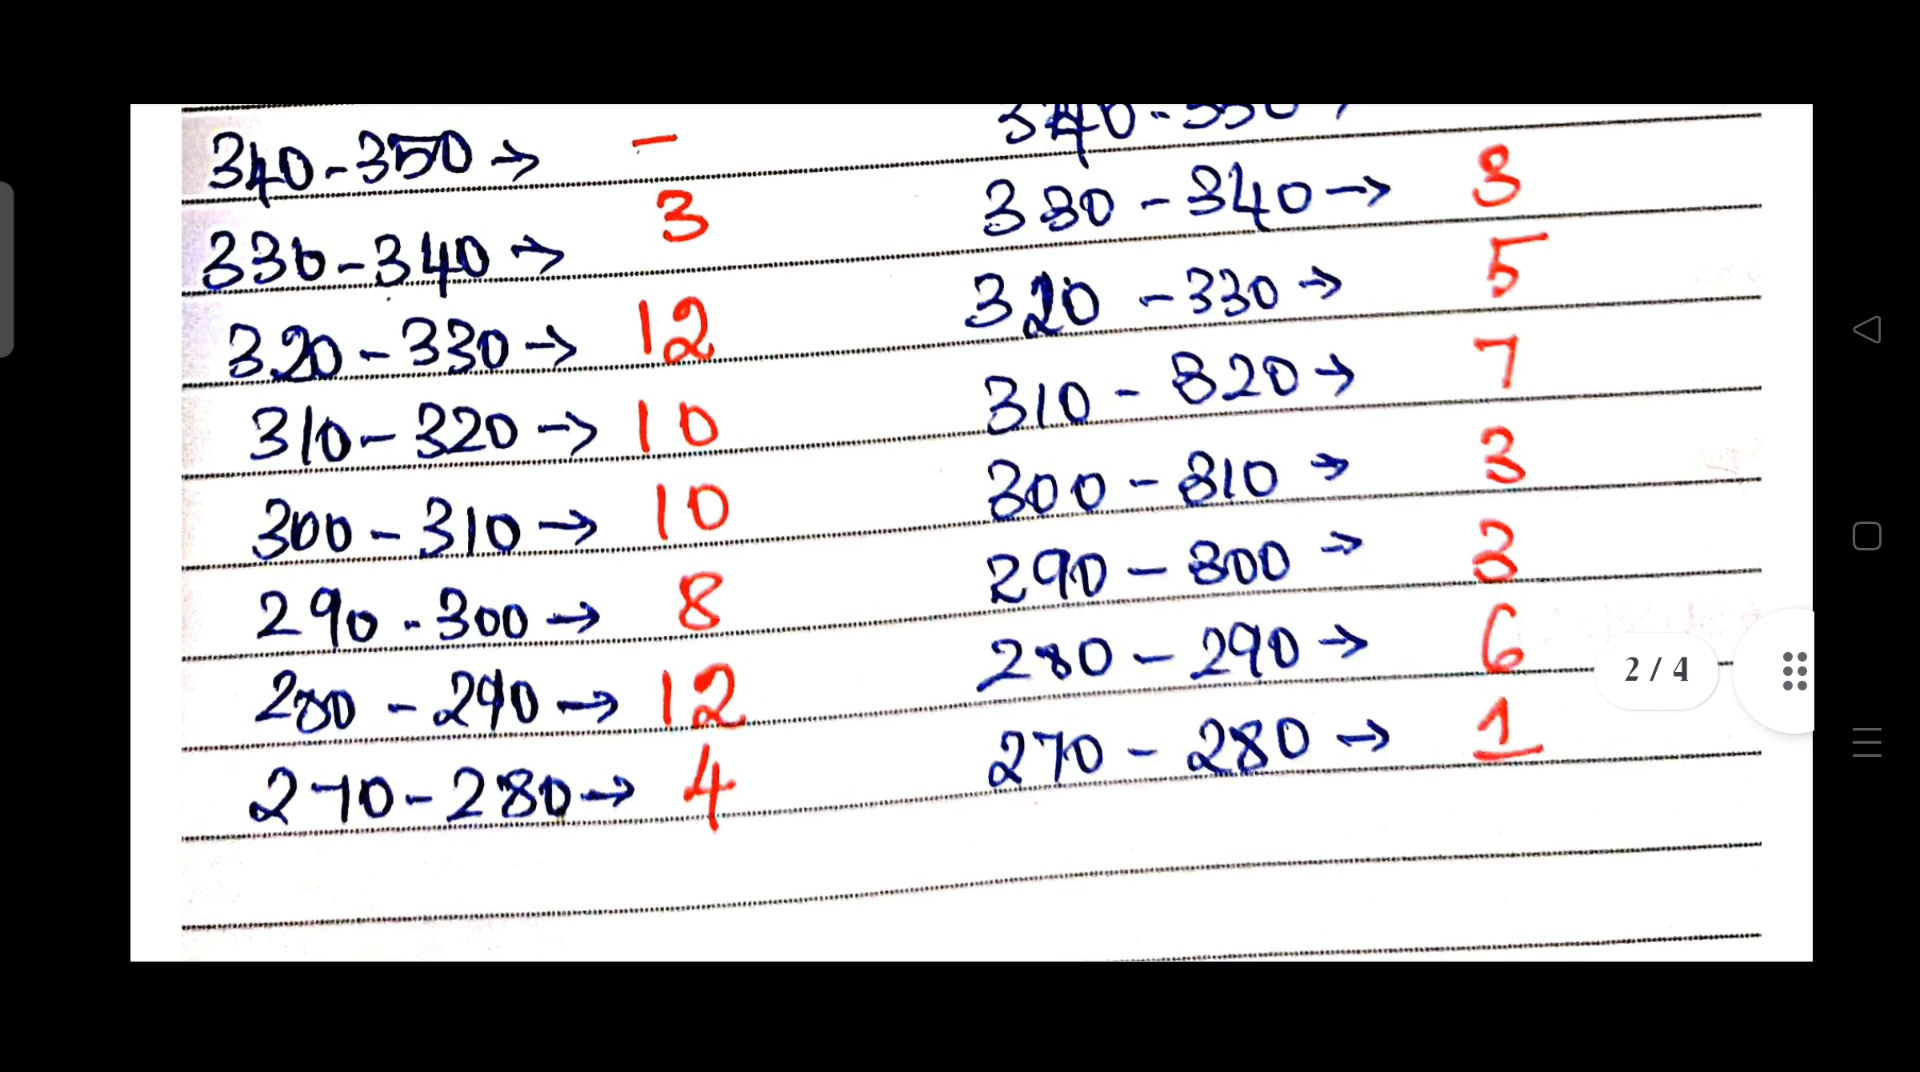 340-350 → -
330-340 → 3
320-330 → 12
310-320 → 10
300-310 → 10
290-300 → 8
280-290 → 12
270-280 → 4
330-340 → 3
320-330 → 5
310-320 → 7
300-310 → 3
290-300 → 3
280-290 → 6
270-280 → 1
2 / 4